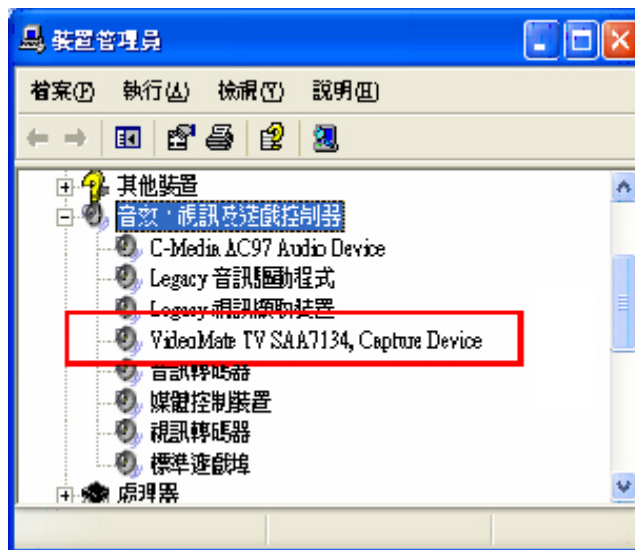 裝置管理員
檔案(F) 執行(A) 檢視(V) 說明(H)
其他裝置
音效，視訊及遊戲控制器
C-Media AC97 Audio Device
Legacy 音訊驅動程式
Legacy 視訊擷取裝置
VideoMate TV SAA7134, Capture Device
音訊轉碼器
媒體控制裝置
視訊轉碼器
標準遊戲埠
處理器